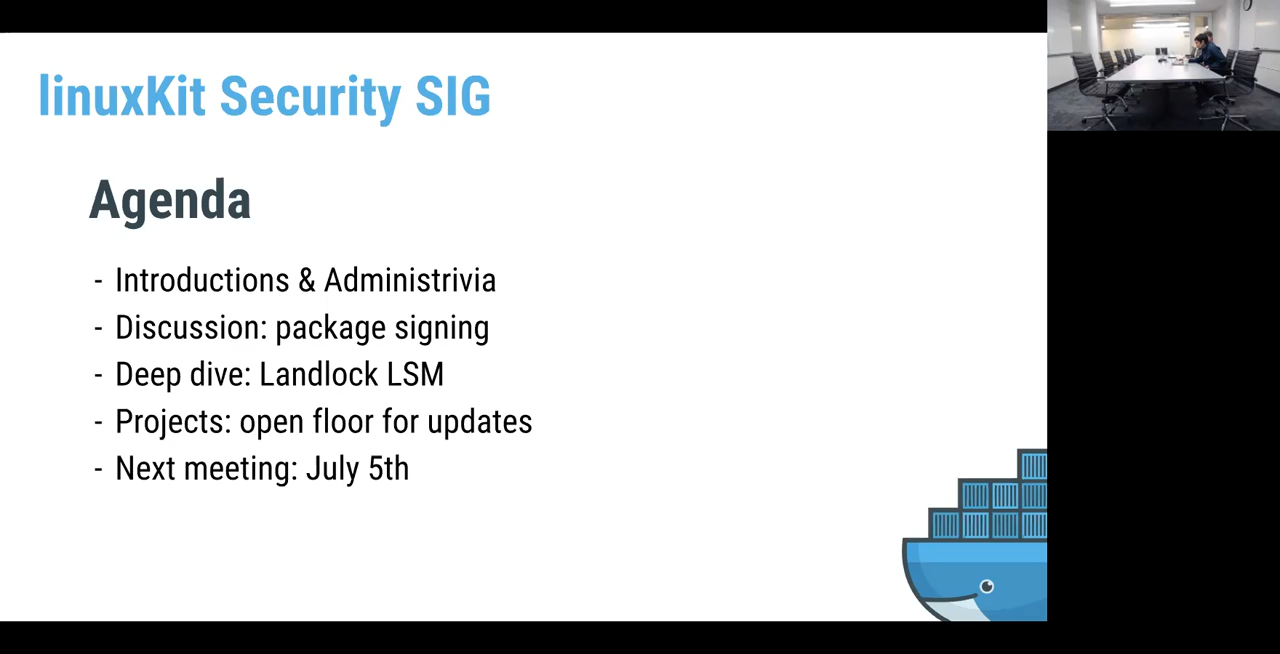 linuxKit Security SIG
Agenda
- Introductions & Administrivia
- Discussion: package signing
- Deep dive: Landlock LSM
- Projects: open floor for updates
- Next meeting: July 5th